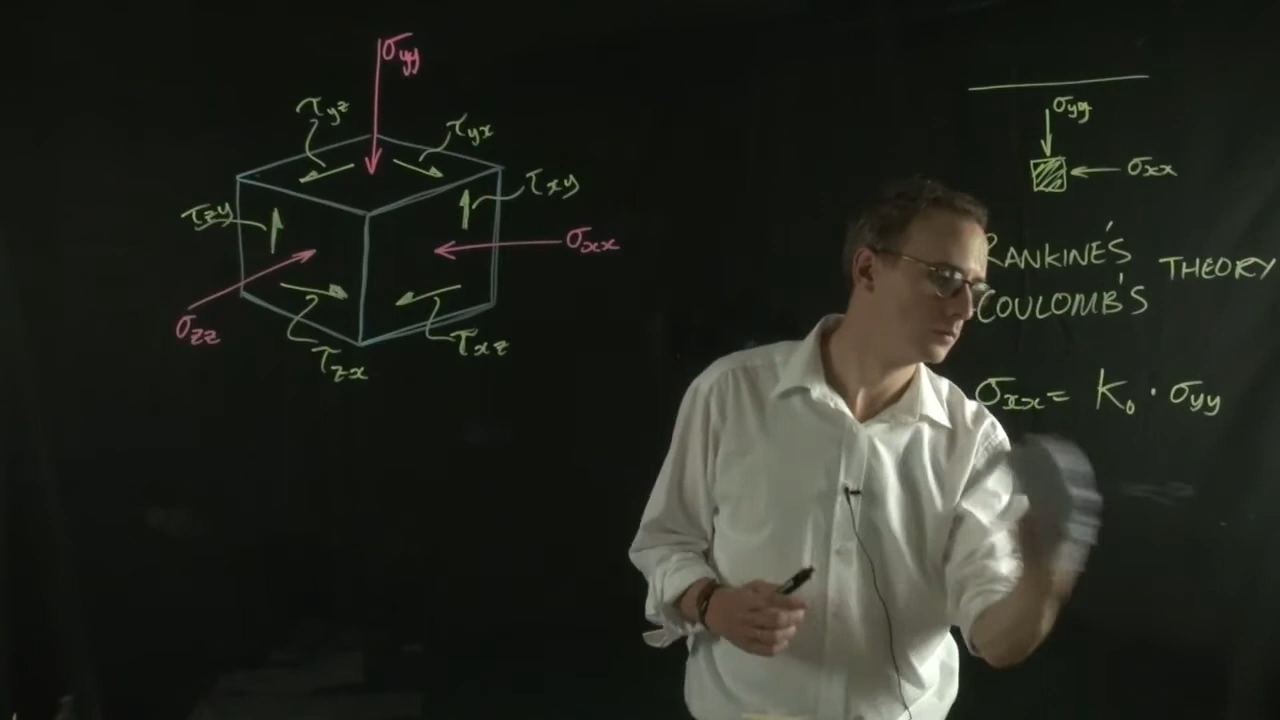 σyy
τyz
τyx
τxy
τzy
σxx
σzz
τzx
τxz
σyy
σxx
RANKINE'S
COULOMB'S
THEORY
σxx = K₀ · σyy